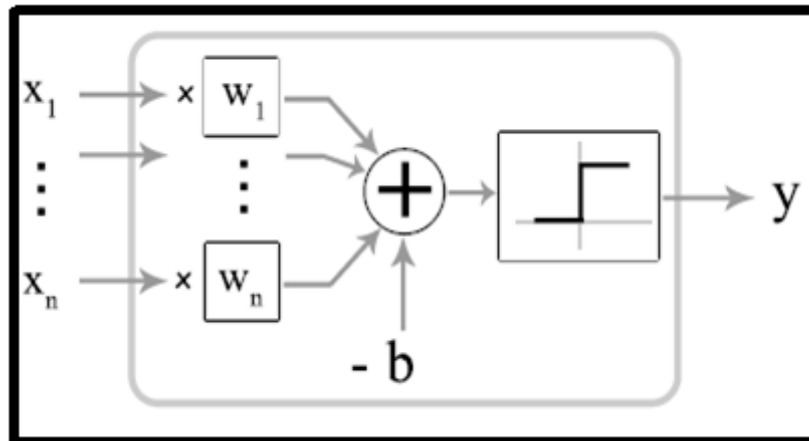 x₁ × w₁
⋮ ⋮
+ y
xₙ × wₙ
- b